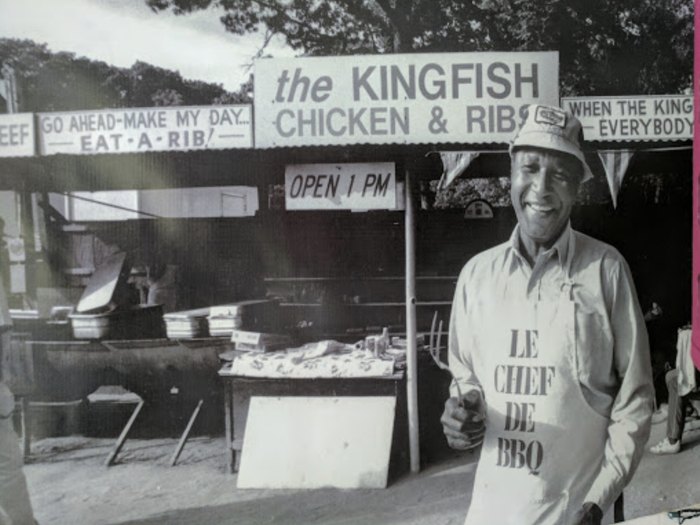 the KINGFISH
CHICKEN & RIBS
EEF
GO AHEAD-MAKE MY DAY...
EAT-A-RIB!
WHEN THE KING
EVERYBODY
OPEN 1 PM
LE
CHEF
DE
BBQ